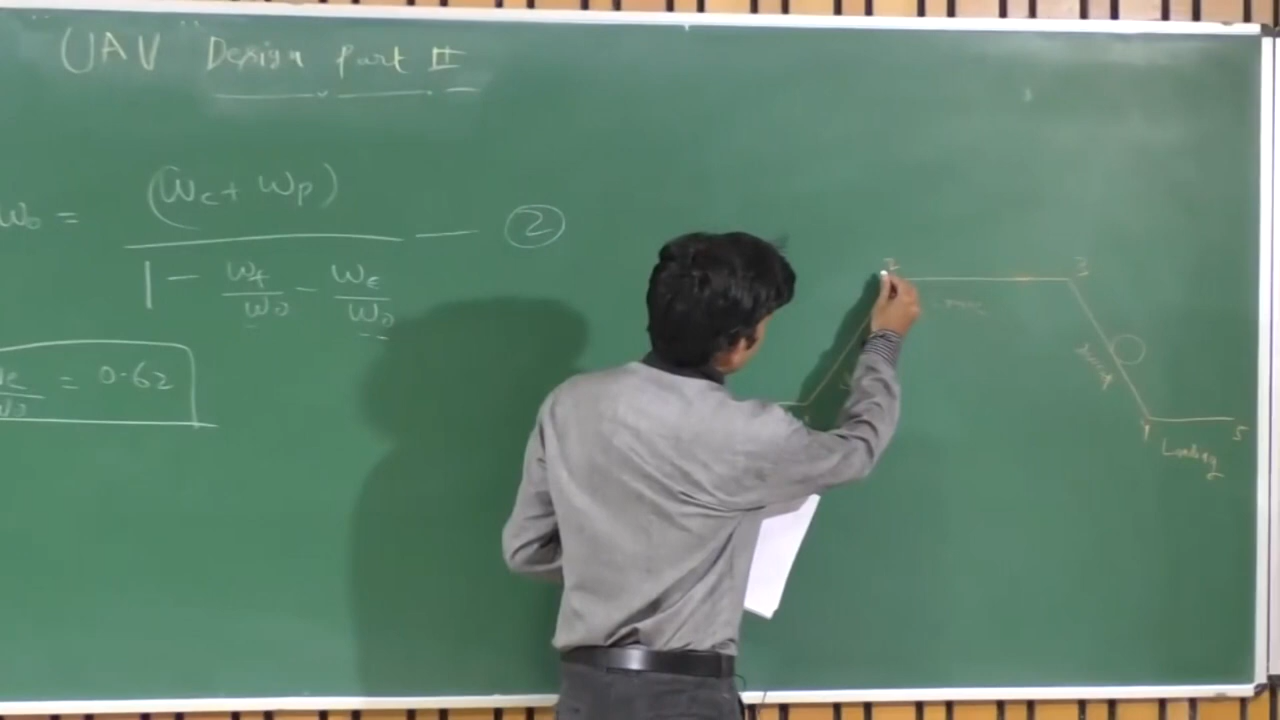 UAV Design Part II
W₀ = (Wc + Wp) / (1 - Wf/W₀ - We/W₀) — ②
We/W₀ = 0.62
2 3
4 5
Landing